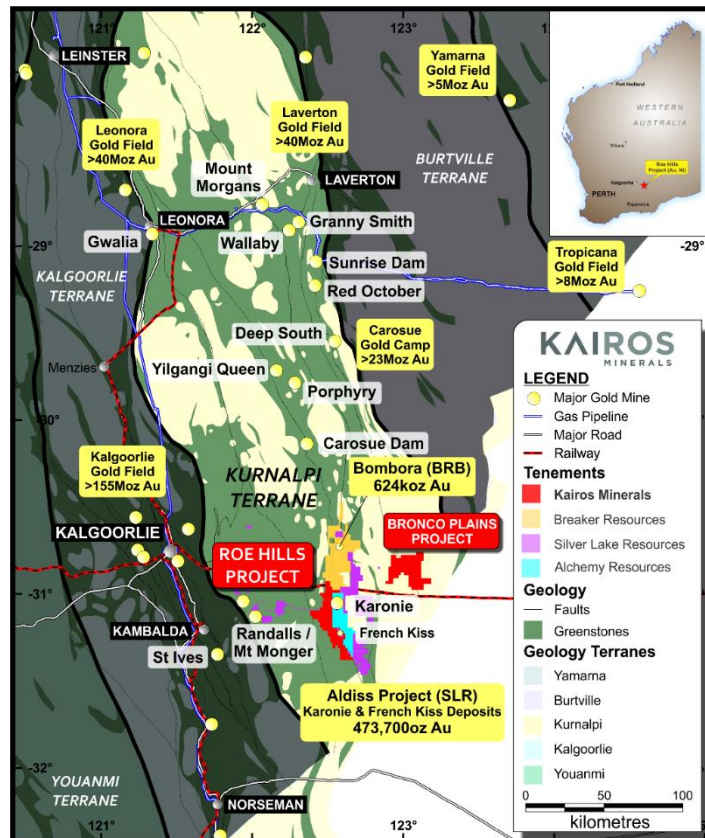 121°
122°
123°
LEINSTER
Yamarna
Gold Field
>5Moz Au
Laverton
Gold Field
>40Moz Au
Leonora
Gold Field
>40Moz Au
BURTVILLE
TERRANE
Mount
Morgans
LAVERTON
LEONORA
Granny Smith
Gwalia
Wallaby
-29°
-29°
Sunrise Dam
Tropicana
Gold Field
>8Moz Au
KALGOORLIE
TERRANE
Red October
Deep South
Carosue
Gold Camp
>23Moz Au
Menzies
Yilgangi Queen
Porphyry
-30°
Carosue Dam
Kalgoorlie
Gold Field
>155Moz Au
KURNALPI
TERRANE
Bombora (BRB)
624koz Au
KALGOORLIE
ROE HILLS
PROJECT
BRONCO PLAINS
PROJECT
-31°
Karonie
KAMBALDA
Randalls /
Mt Monger
French Kiss
St Ives
Aldiss Project (SLR)
Karonie & French Kiss Deposits
473,700oz Au
-32°
YOUANMI
TERRANE
NORSEMAN
121°
122°
123°
Port Hedland
WESTERN
AUSTRALIA
Wiluna
Roe Hills
Project (Au, Ni)
Kalgoorlie
PERTH
Esperance
KAIROS
MINERALS
LEGEND
Major Gold Mine
Gas Pipeline
Major Road
Railway
Tenements
Kairos Minerals
Breaker Resources
Silver Lake Resources
Alchemy Resources
Geology
Faults
Greenstones
Geology Terranes
Yamarna
Burtville
Kurnalpi
Kalgoorlie
Youanmi
0 50 100
kilometres